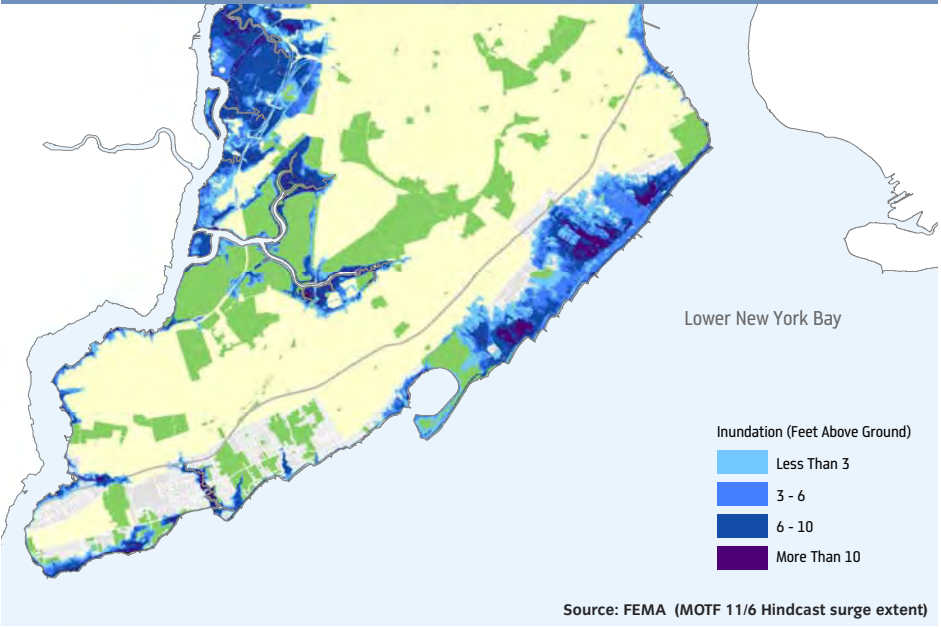 Lower New York Bay
Inundation (Feet Above Ground)
Less Than 3
3 - 6
6 - 10
More Than 10
Source: FEMA (MOTF 11/6 Hindcast surge extent)